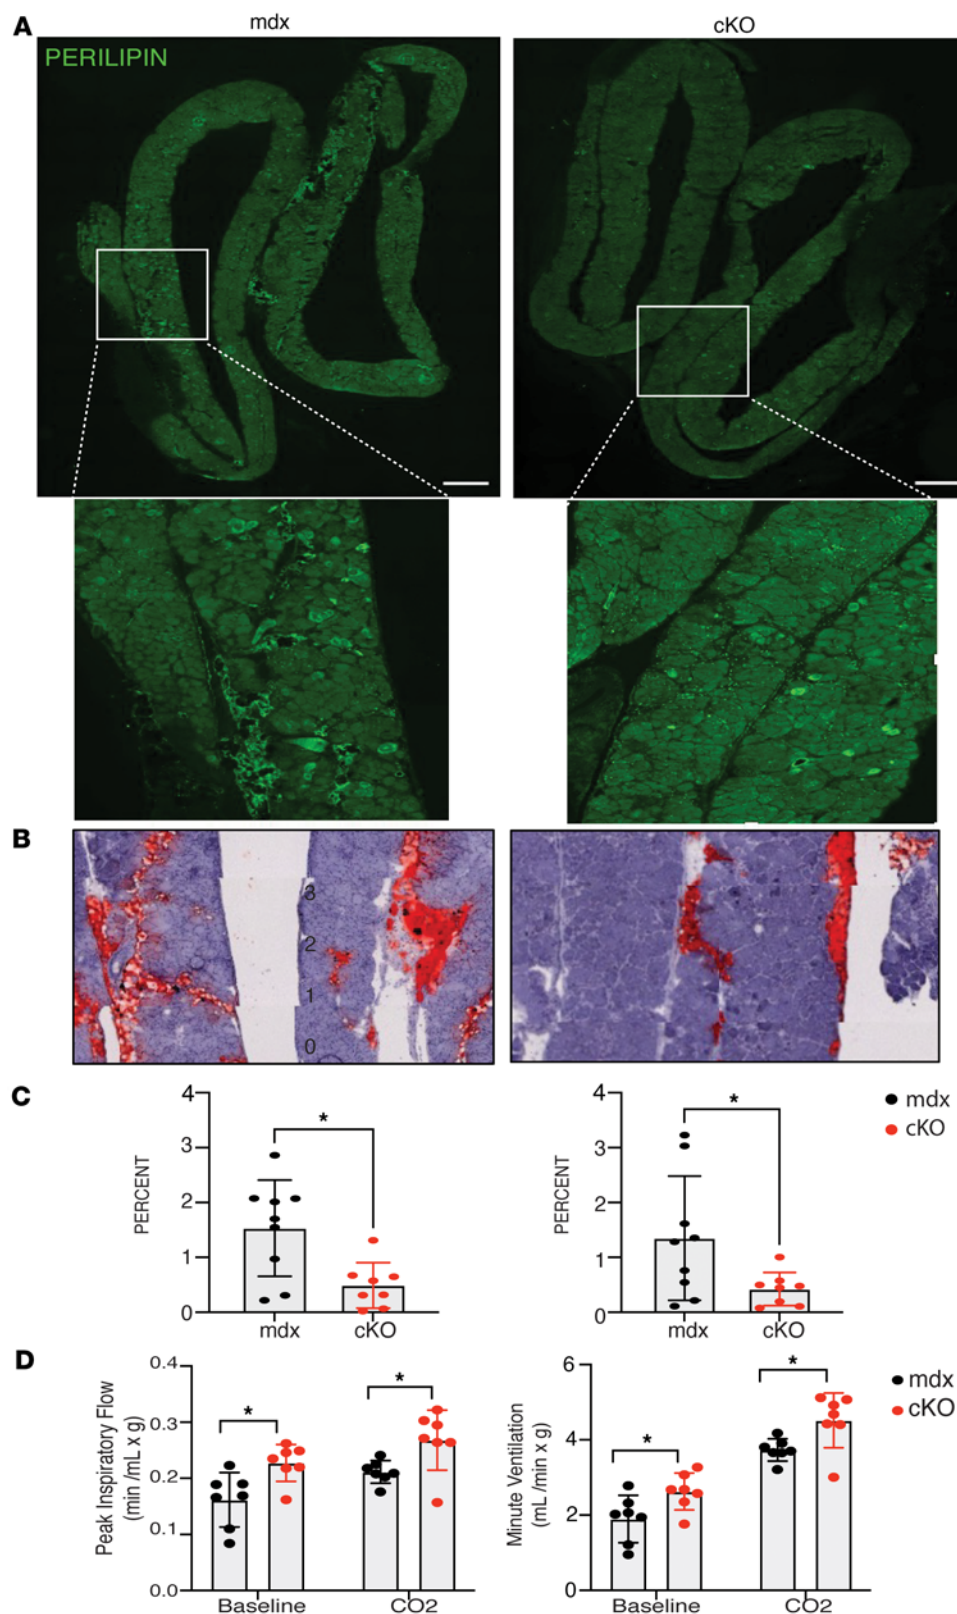 A
mdx
cKO
PERILIPIN
B
3
2
1
0
C
4
3
2
1
0
PERCENT
*
mdx
cKO
4
3
2
1
0
PERCENT
*
mdx
cKO
mdx
cKO
D
0.4
0.3
0.2
0.1
0.0
Peak Inspiratory Flow
(min /mL x g)
*
*
Baseline
CO2
6
4
2
0
Minute Ventilation
(mL /min x g)
*
*
Baseline
CO2
mdx
cKO